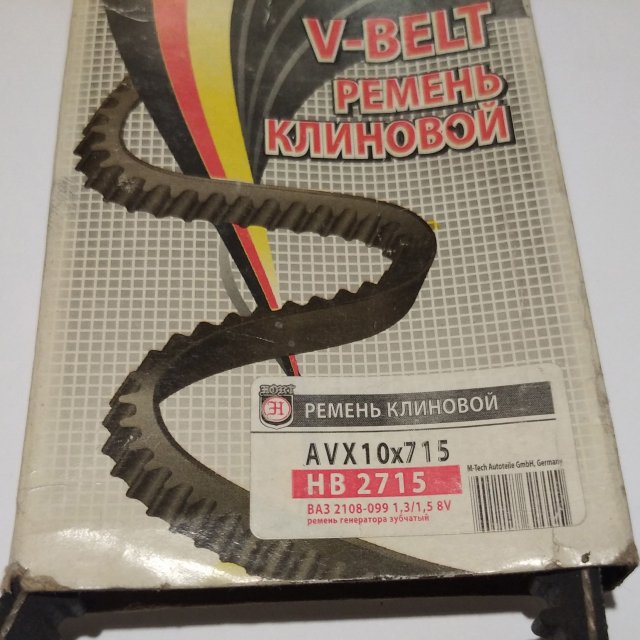 V-BELT
РЕМЕНЬ
КЛИНОВОЙ
HORT
H
РЕМЕНЬ КЛИНОВОЙ
AVX10x715
HB 2715
M-Tech Autoteile GmbH, Germany
ВАЗ 2108-099 1,3/1,5 8V
ремень генератора зубчатый